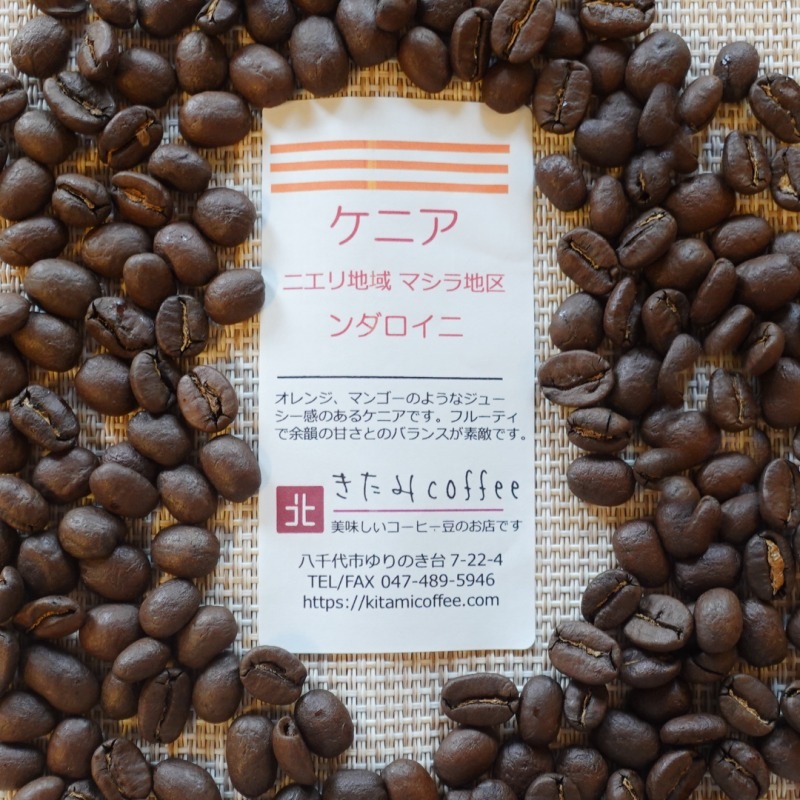 ケニア
ニエリ地域 マシラ地区
ンダロイニ
オレンジ、マンゴーのようなジュー
シー感のあるケニアです。フルーティ
で余韻の甘さとのバランスが素敵です。
北 きたみcoffee
美味しいコーヒー豆のお店です
八千代市ゆりのき台 7-22-4
TEL/FAX 047-489-5946
https://kitamicoffee.com